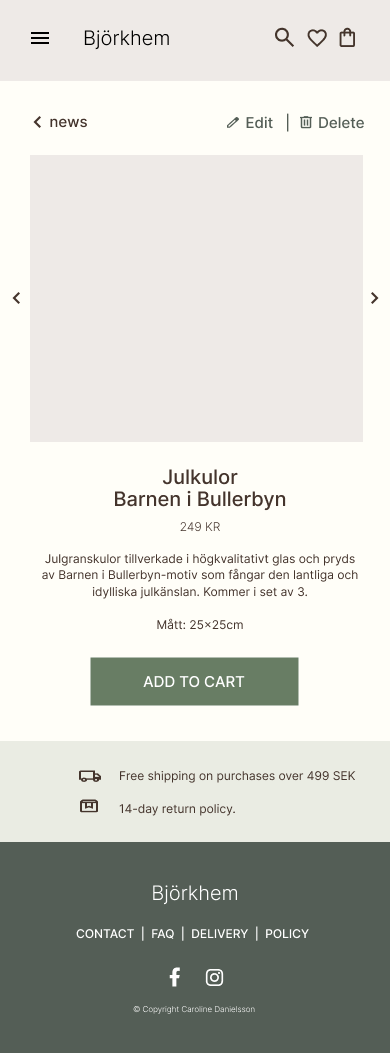 Björkhem
news
Edit | Delete
Julkulor
Barnen i Bullerbyn
249 KR
Julgranskulor tillverkade i högkvalitativt glas och pryds
av Barnen i Bullerbyn-motiv som fångar den lantliga och
idylliska julkänslan. Kommer i set av 3.
Mått: 25x25cm
ADD TO CART
Free shipping on purchases over 499 SEK
14-day return policy.
Björkhem
CONTACT | FAQ | DELIVERY | POLICY
© Copyright Caroline Danielsson